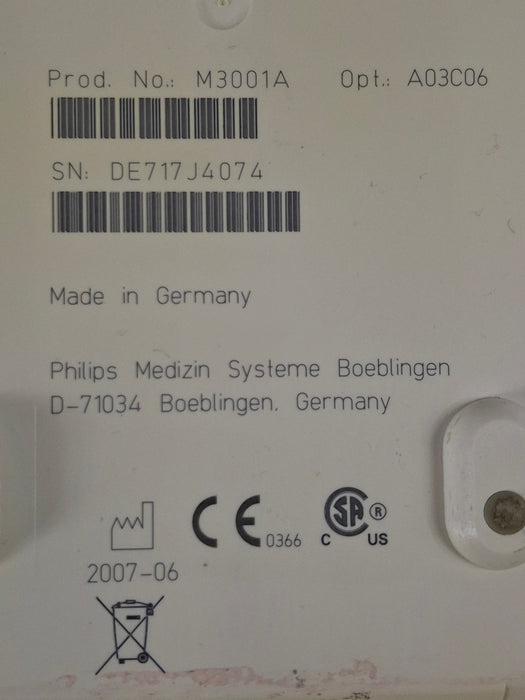 Prod. No.: M3001A Opt.: A03C06
SN: DE717J4074
Made in Germany
Philips Medizin Systeme Boeblingen
D-71034 Boeblingen, Germany
CE 0366
SA ®
C US
2007-06